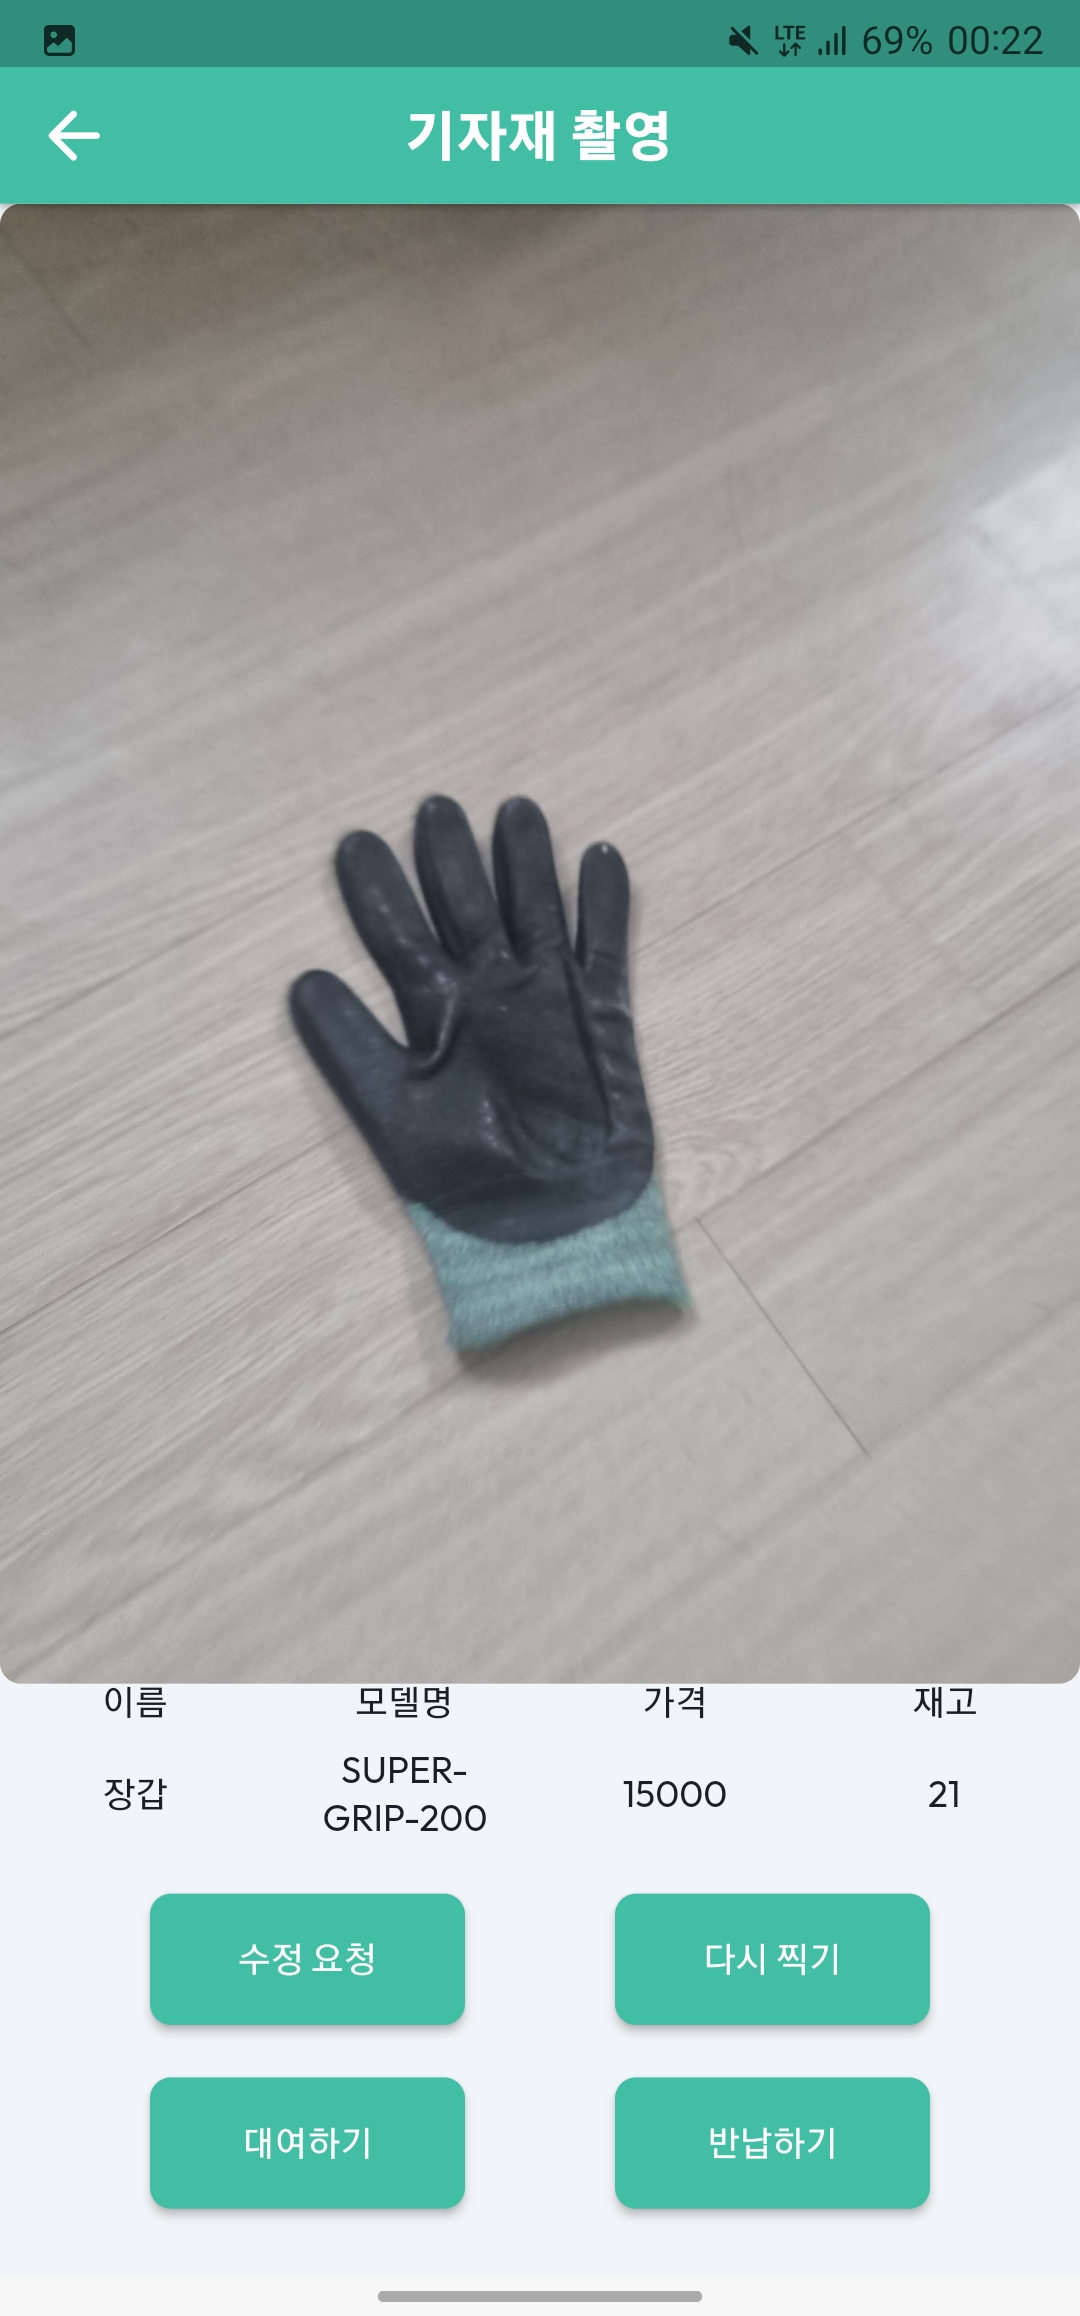 LTE 69% 00:22
기자재 촬영
이름 모델명 가격 재고
장갑 SUPER-
GRIP-200 15000 21
수정 요청 다시 찍기
대여하기 반납하기